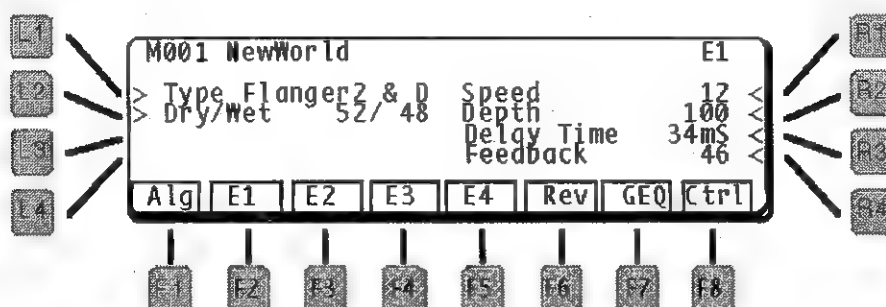 L1
R1
M001 NewWorld E1
L2
R2
> Type Flanger2 & D Speed 12 <
> Dry/Wet 52/ 48 Depth 100 <
L3
R3
Delay Time 34mS <
Feedback 46 <
L4
R4
Alg E1 E2 E3 E4 Rev GEQ Ctrl
F1 F2 F3 F4 F5 F6 F7 F8